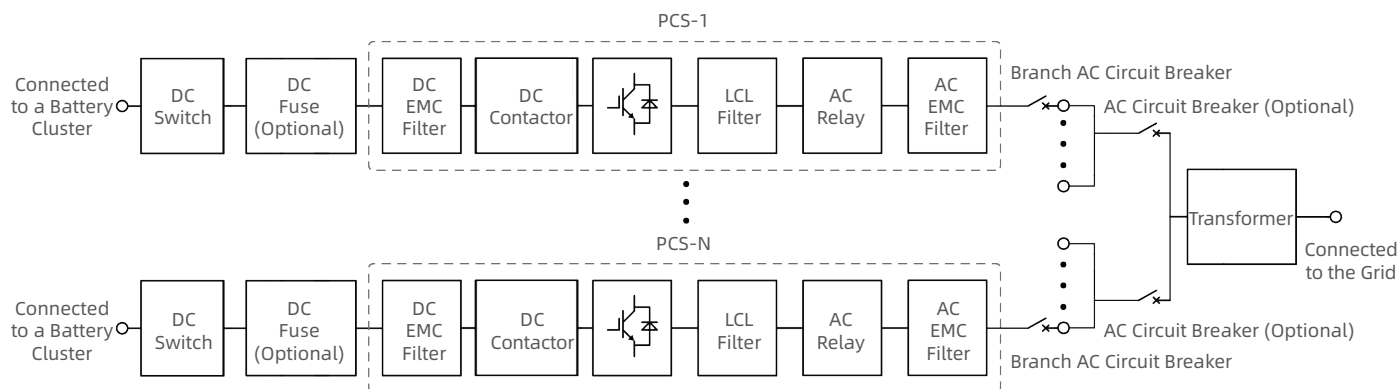 PCS-1
Connected
to a Battery
Cluster
DC
Switch
DC
Fuse
(Optional)
DC
EMC
Filter
DC
Contactor
LCL
Filter
AC
Relay
AC
EMC
Filter
Branch AC Circuit Breaker
AC Circuit Breaker (Optional)
Transformer
Connected
to the Grid
PCS-N
Connected
to a Battery
Cluster
DC
Switch
DC
Fuse
(Optional)
DC
EMC
Filter
DC
Contactor
LCL
Filter
AC
Relay
AC
EMC
Filter
AC Circuit Breaker (Optional)
Branch AC Circuit Breaker